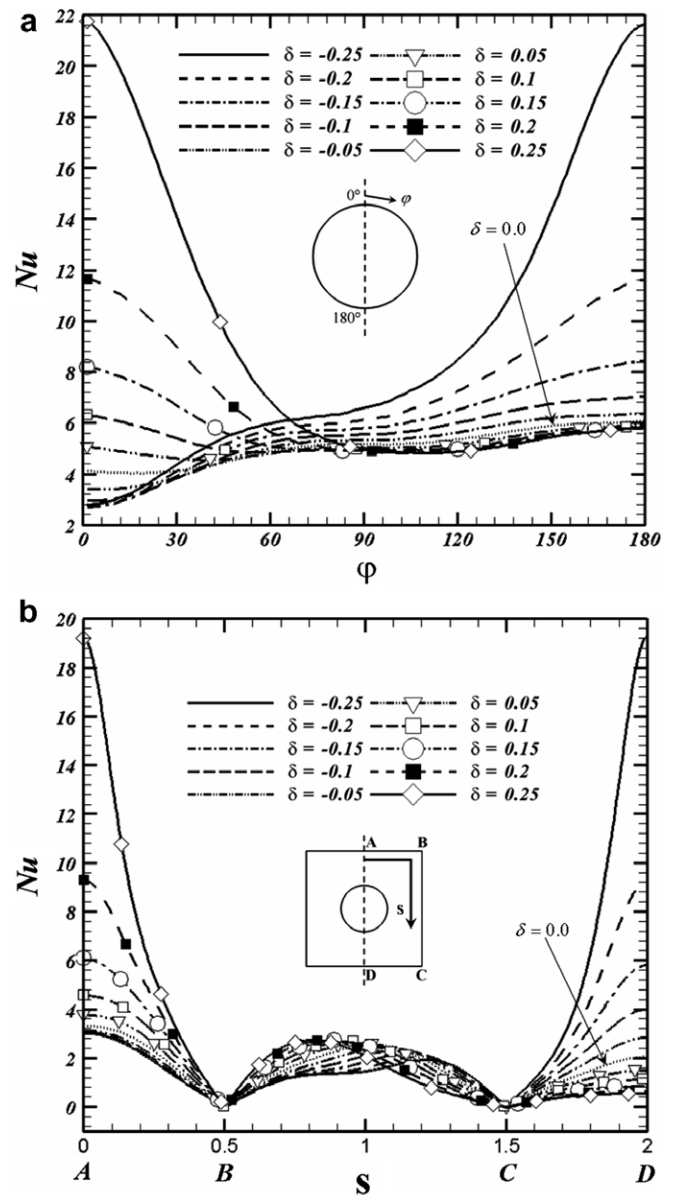 a
22
20
18
16
14
12
10
8
6
4
2
Nu
δ = -0.25 δ = 0.05
δ = -0.2 δ = 0.1
δ = -0.15 δ = 0.15
δ = -0.1 δ = 0.2
δ = -0.05 δ = 0.25
0° φ
180°
δ = 0.0
0 30 60 90 120 150 180
φ
b
20
18
16
14
12
10
8
6
4
2
0
Nu
δ = -0.25 δ = 0.05
δ = -0.2 δ = 0.1
δ = -0.15 δ = 0.15
δ = -0.1 δ = 0.2
δ = -0.05 δ = 0.25
A B
S
D C
δ = 0.0
0 0.5 1 1.5 2
A B S C D